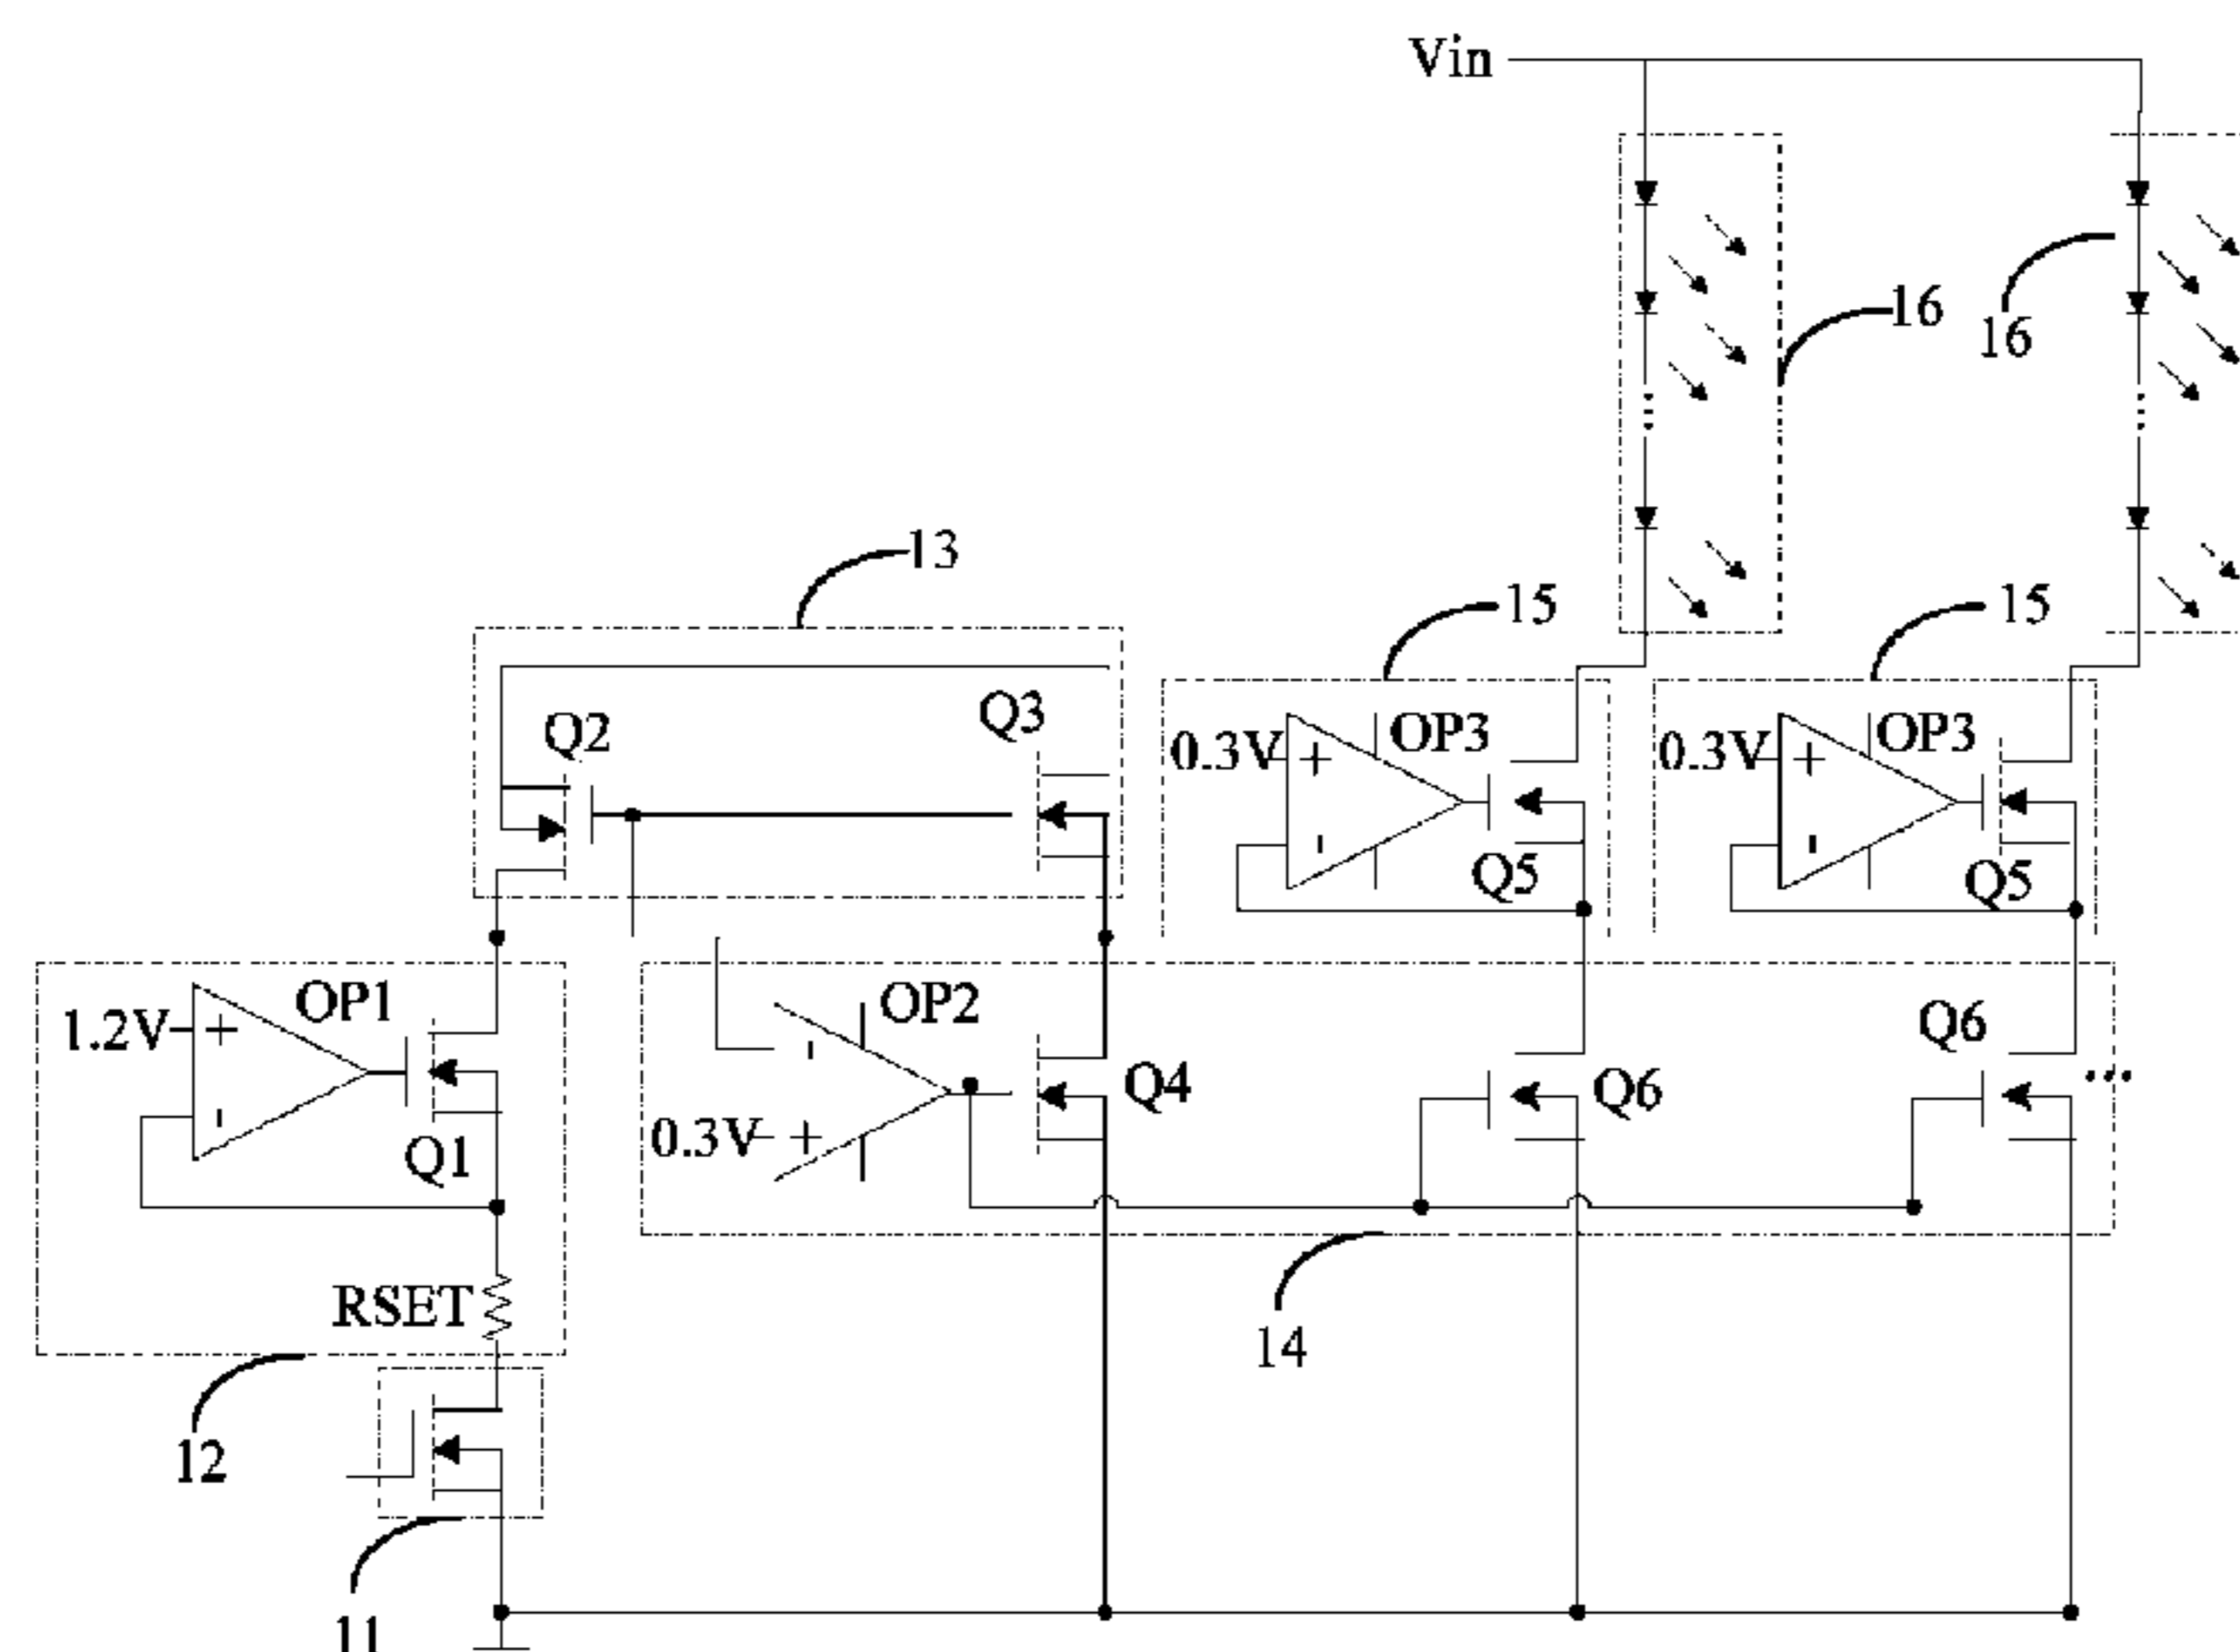 Vin
16
16
13
15
15
Q2
Q3
0.3V
+
OP3
0.3V
+
OP3
-
Q5
-
Q5
1.2V
+
OP1
-
OP2
Q6
-
Q1
0.3V
+
Q4
Q6
...
RSET
14
12
11